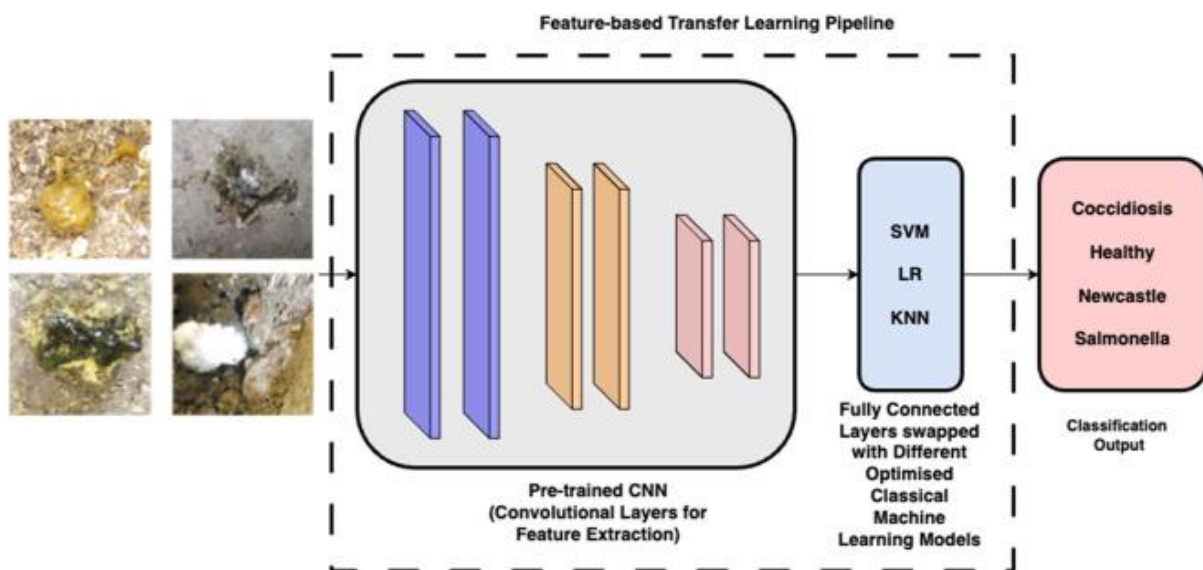 Feature-based Transfer Learning Pipeline
SVM
LR
KNN
Coccidiosis
Healthy
Newcastle
Salmonella
Pre-trained CNN
(Convolutional Layers for
Feature Extraction)
Fully Connected
Layers swapped
with Different
Optimised
Classical
Machine
Learning Models
Classification
Output